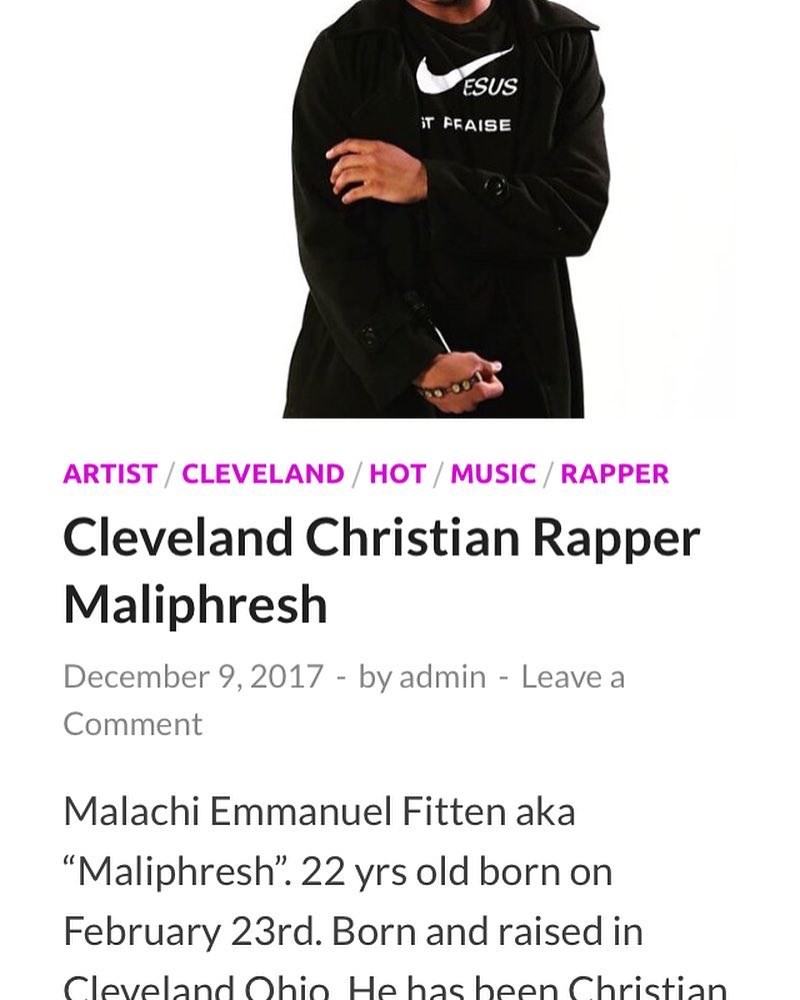 ESUS
ST PRAISE
ARTIST / CLEVELAND / HOT / MUSIC / RAPPER
Cleveland Christian Rapper
Maliphresh
December 9, 2017 - by admin - Leave a
Comment
Malachi Emmanuel Fitten aka
“Maliphresh”. 22 yrs old born on
February 23rd. Born and raised in
Cleveland Ohio. He has been Christian